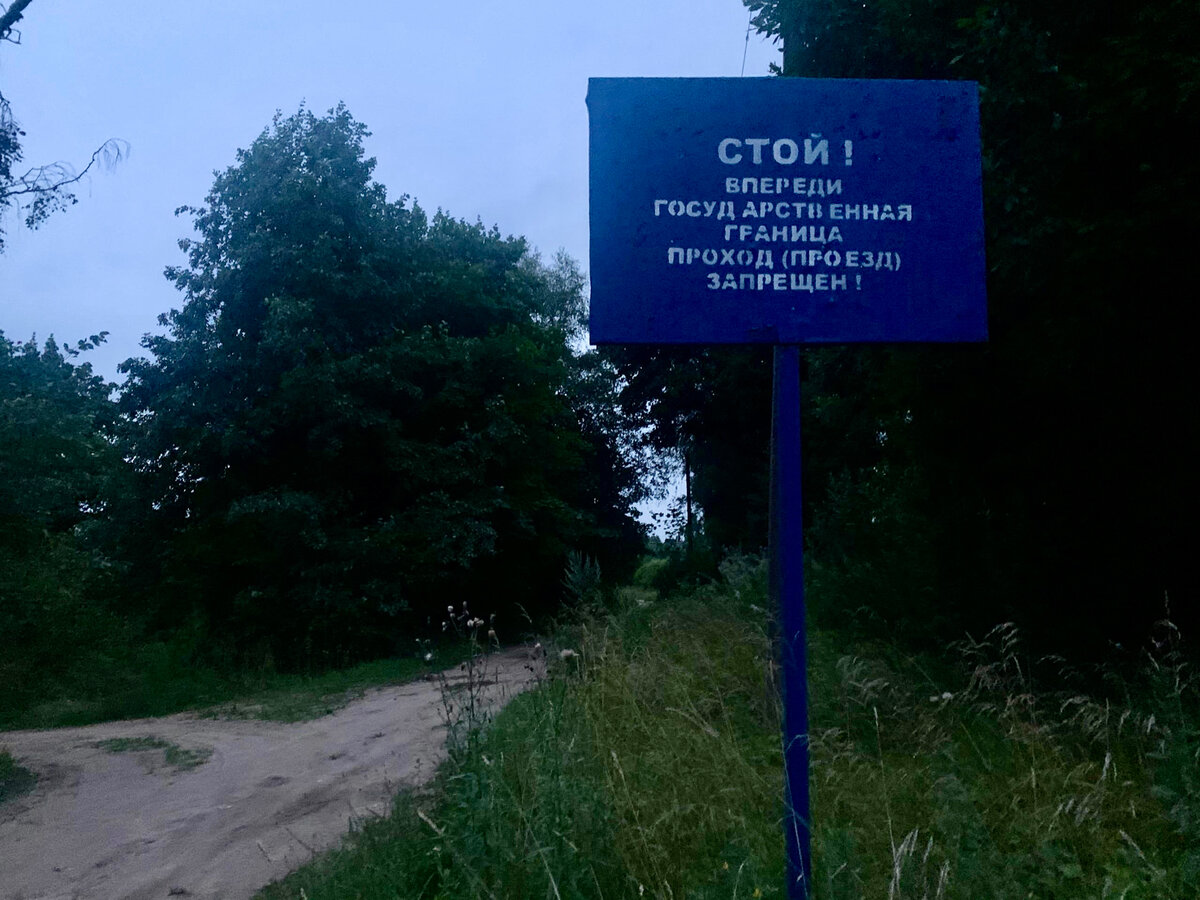 СТОЙ !
ВПЕРЕДИ
ГОСУДАРСТВЕННАЯ
ГРАНИЦА
ПРОХОД (ПРОЕЗД)
ЗАПРЕЩЕН !